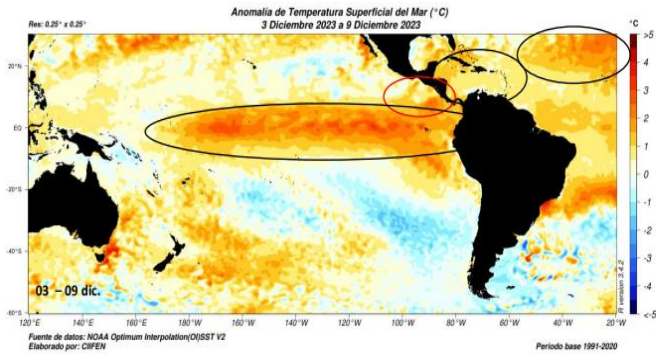 Anomalía de Temperatura Superficial del Mar (°C)
Res: 0.25° x 0.25°
3 Diciembre 2023 a 9 Diciembre 2023
°C
>5
5
4
3
2
1
0
-1
-2
-3
-4
-5
<-5
20°N
EQ
-20°S
-40°S
-60°S
03 – 09 dic.
120°E
140°E
160°E
180°E
160°W
140°W
120°W
100°W
80°W
60°W
40°W
20°W
R version 3.4.2
Fuente de datos: NOAA Optimum Interpolation(OI)SST V2
Elaborado por: CIIFEN
Periodo base 1991-2020